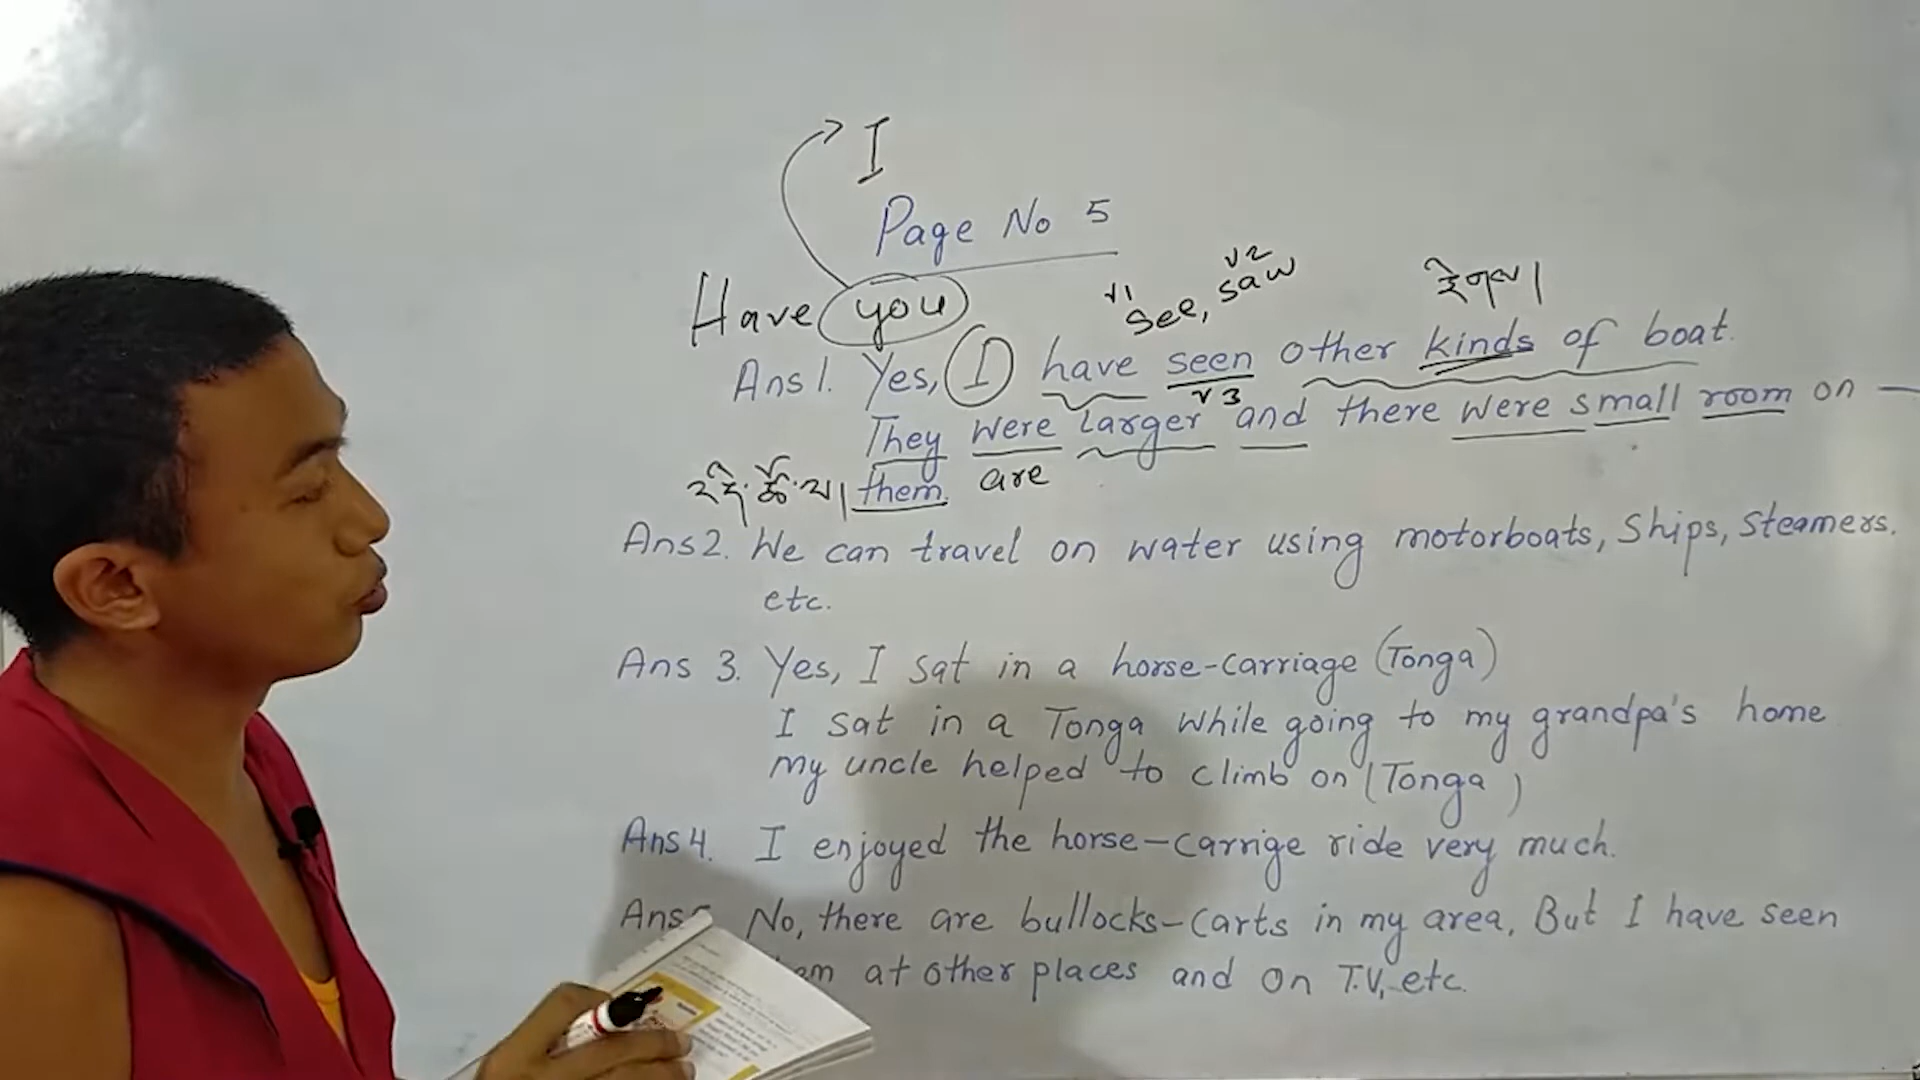 I
Page No 5
Have you
v1 see, v2 saw
Ans 1. Yes, I have seen other kinds of boat.
v3
They were larger and there were small room on —
them. are
Ans 2. We can travel on water using motorboats, Ships, Steamers.
etc.
Ans 3. Yes, I sat in a horse-carriage (Tonga)
I sat in a Tonga while going to my grandpa's home
my uncle helped to climb on (Tonga)
Ans 4. I enjoyed the horse-carrige ride very much.
Ans No, there are bullocks-carts in my area, But I have seen
at other places and on T.V, etc.